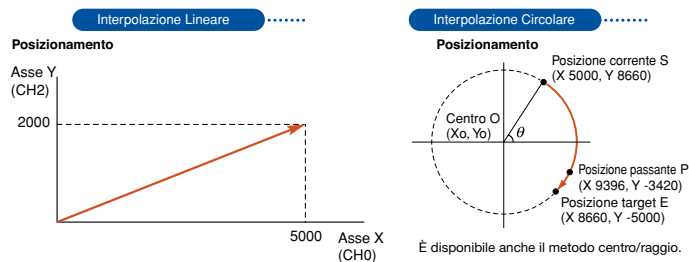 Interpolazione Lineare
Posizionamento
Asse Y
(CH2)
2000
5000
Asse X
(CH0)
Interpolazione Circolare
Posizionamento
Posizione corrente S
(X 5000, Y 8660)
Centro O
(Xo, Yo)
θ
Posizione passante P
(X 9396, Y -3420)
Posizione target E
(X 8660, Y -5000)
È disponibile anche il metodo centro/raggio.